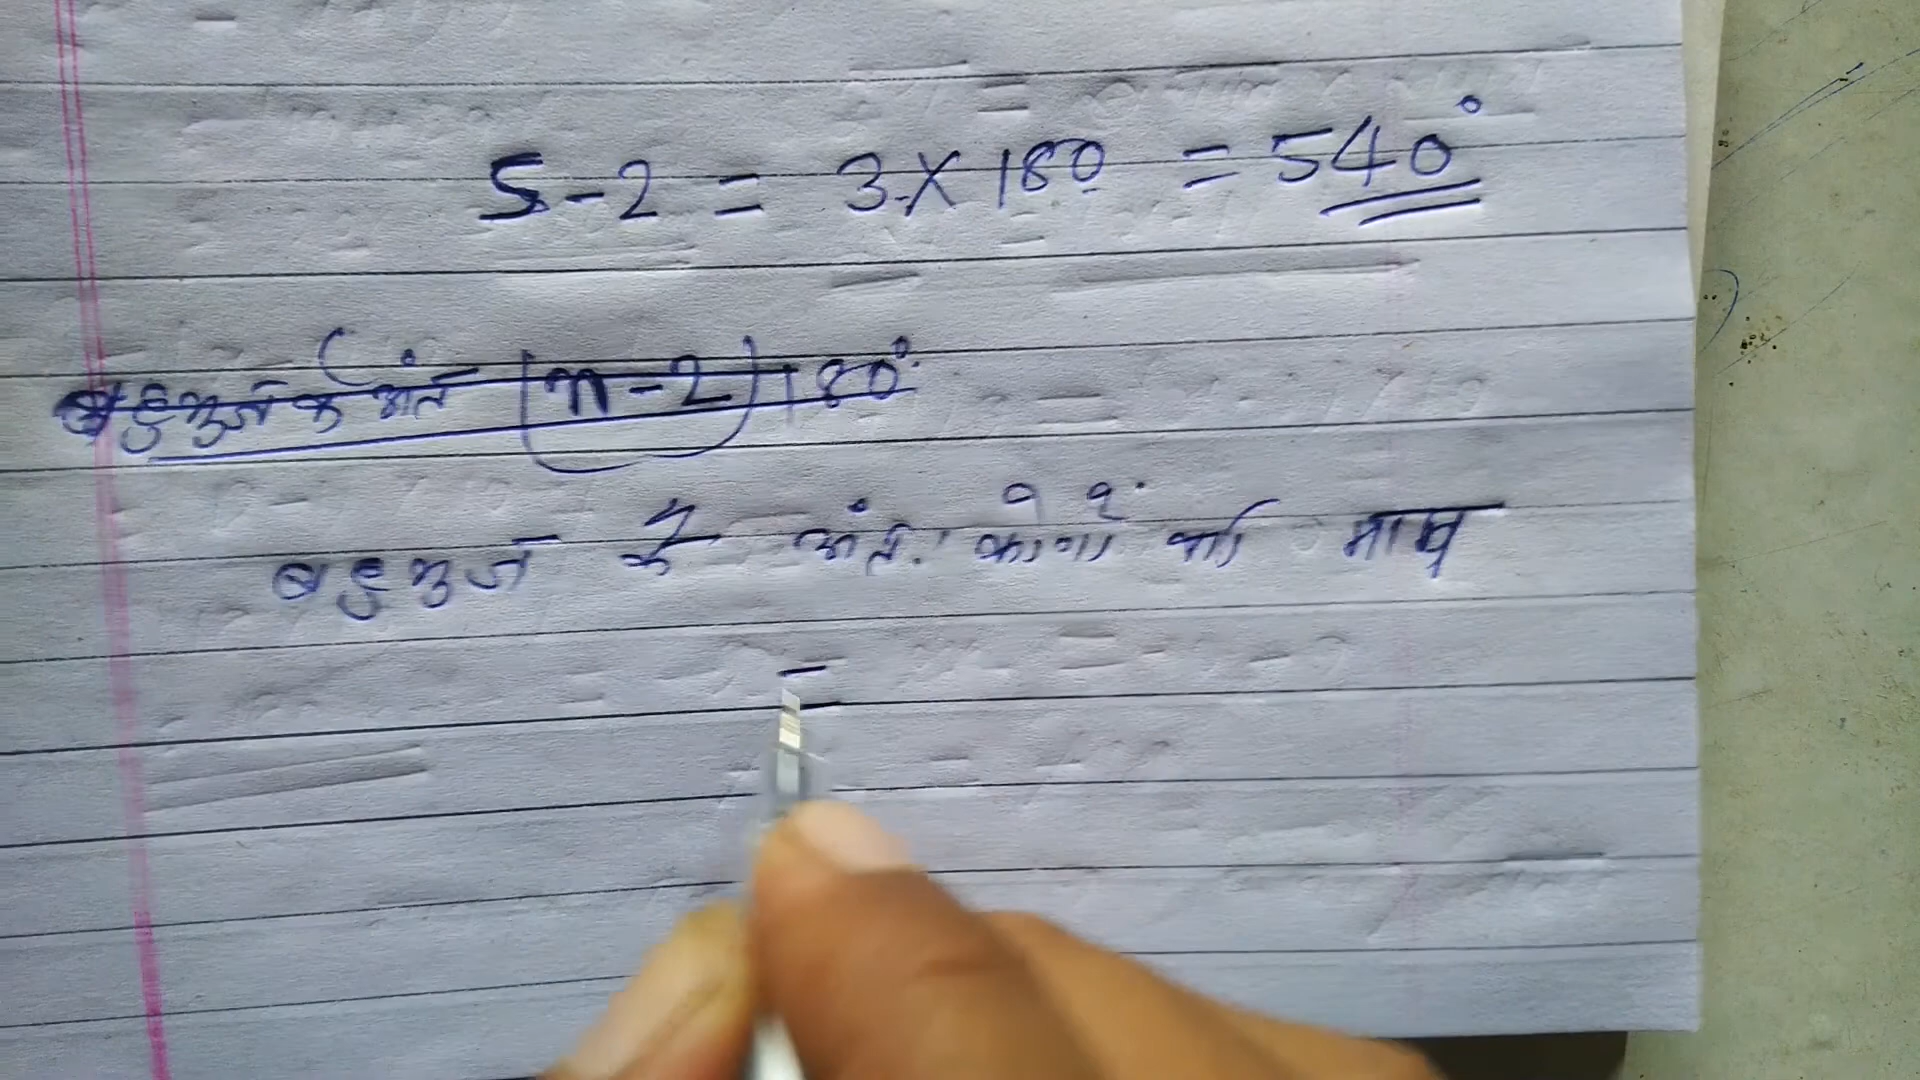 5-2 = 3 × 180 = 540°
बहुभुज के अंत (n-2) 180°
बहुभुज के अंत: कोणों का माप
=